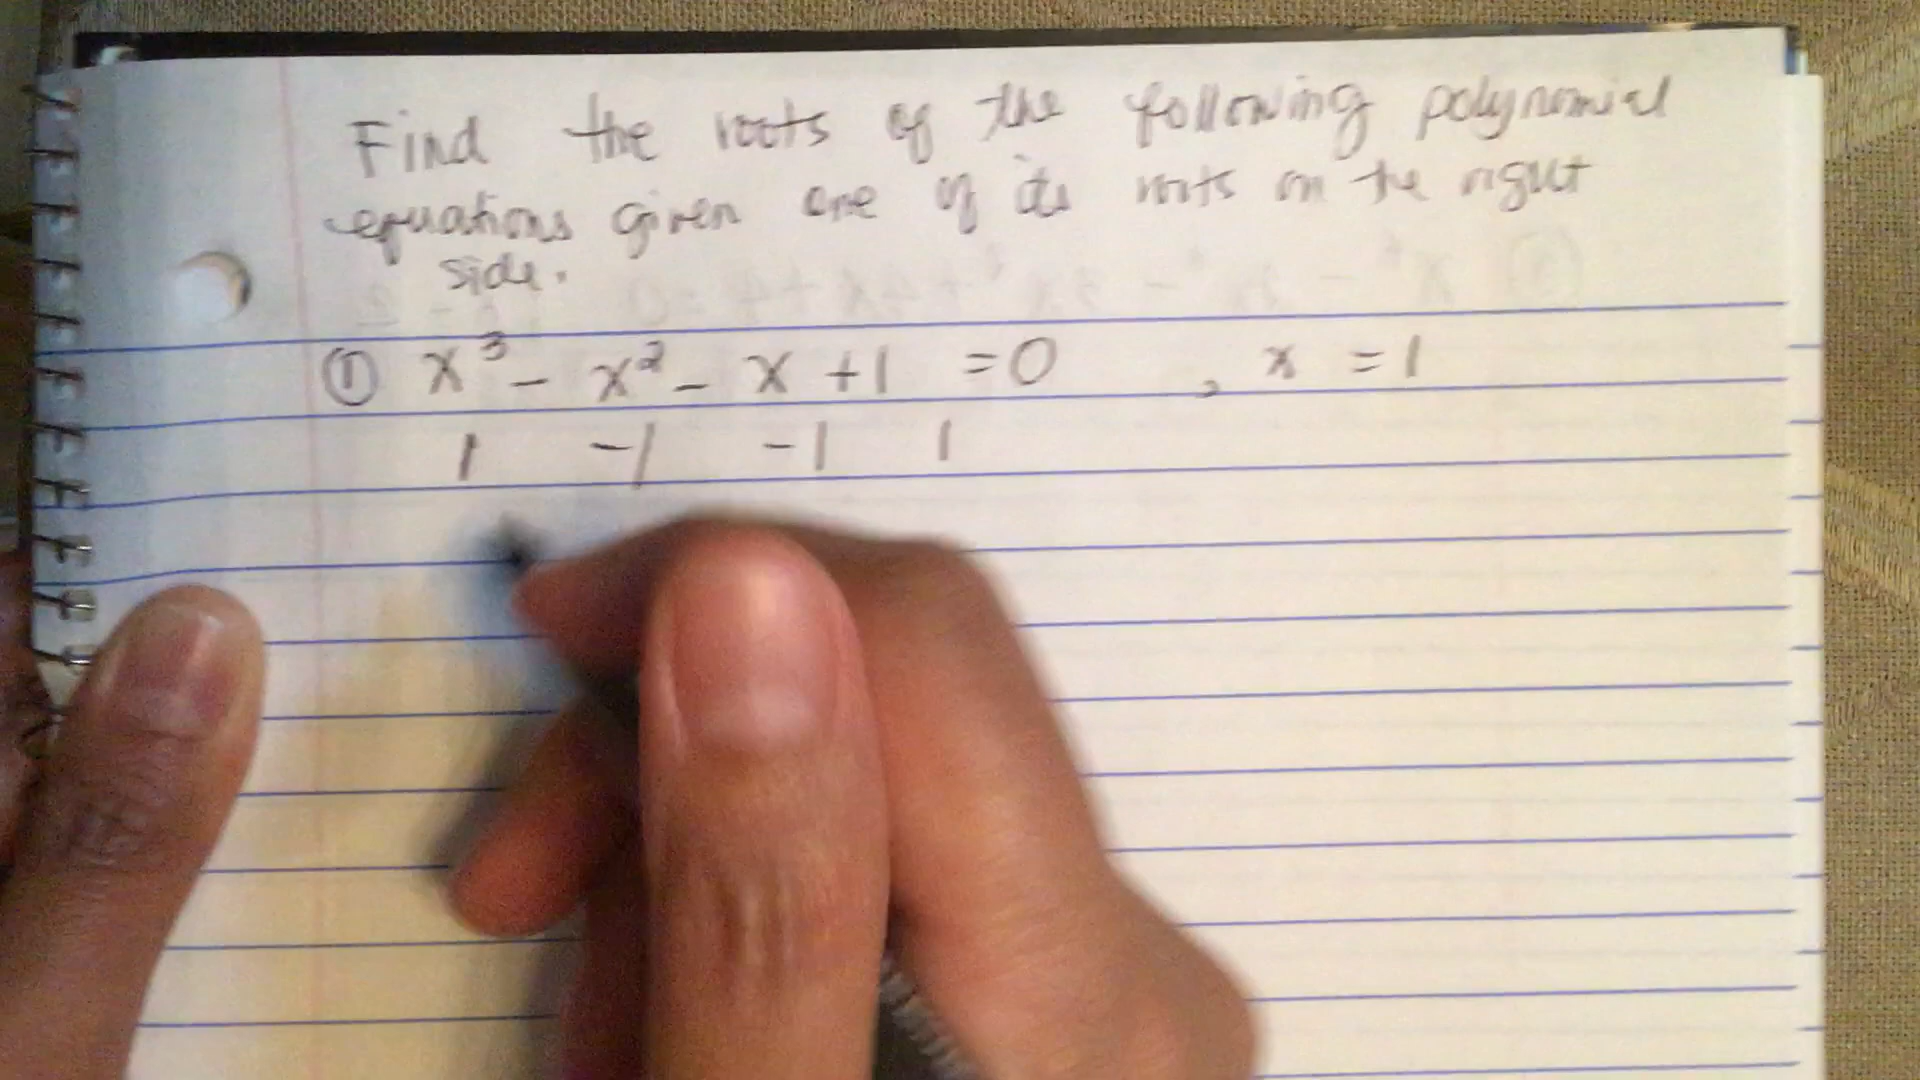 Find the roots of the following polynomial
equations given one of its roots on the right
side.
① x³ - x² - x + 1 = 0 , x = 1
1 -1 -1 1